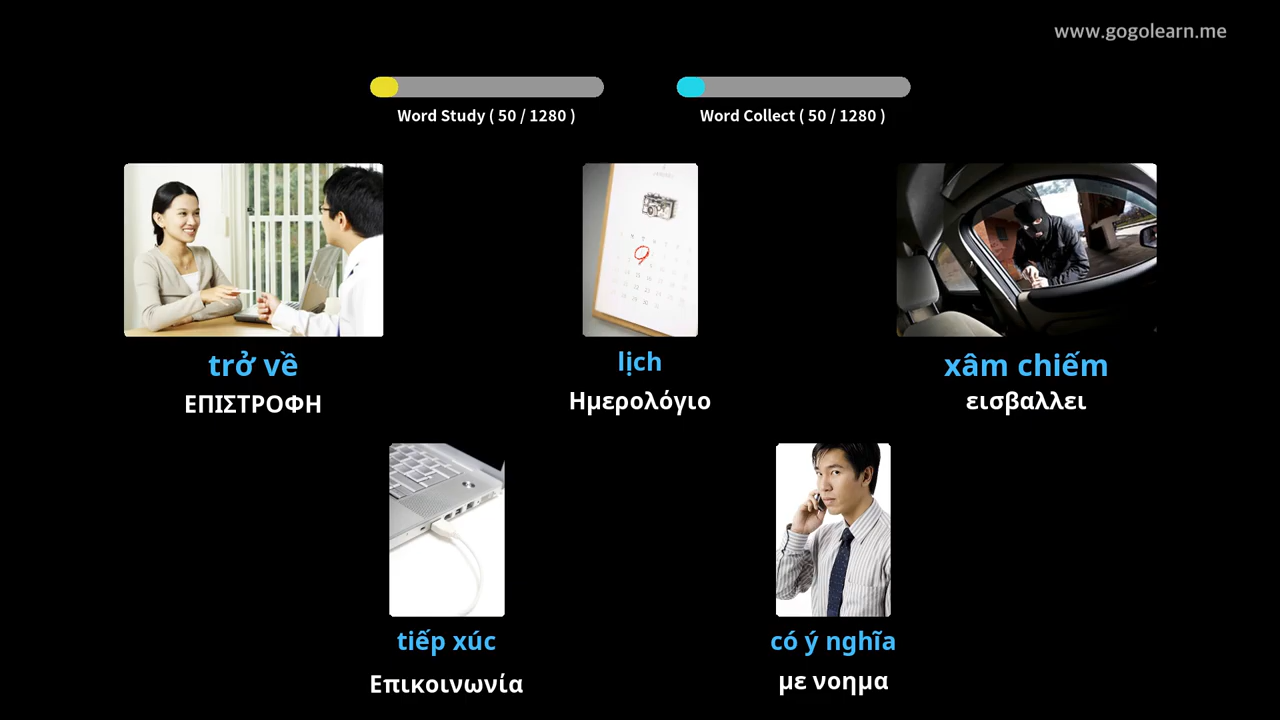 www.gogolearn.me
Word Study ( 50 / 1280 )
Word Collect ( 50 / 1280 )
trở về
ΕΠΙΣΤΡΟΦΗ
lịch
Ημερολόγιο
xâm chiếm
εισβαλλει
tiếp xúc
Επικοινωνία
có ý nghĩa
με νοημα